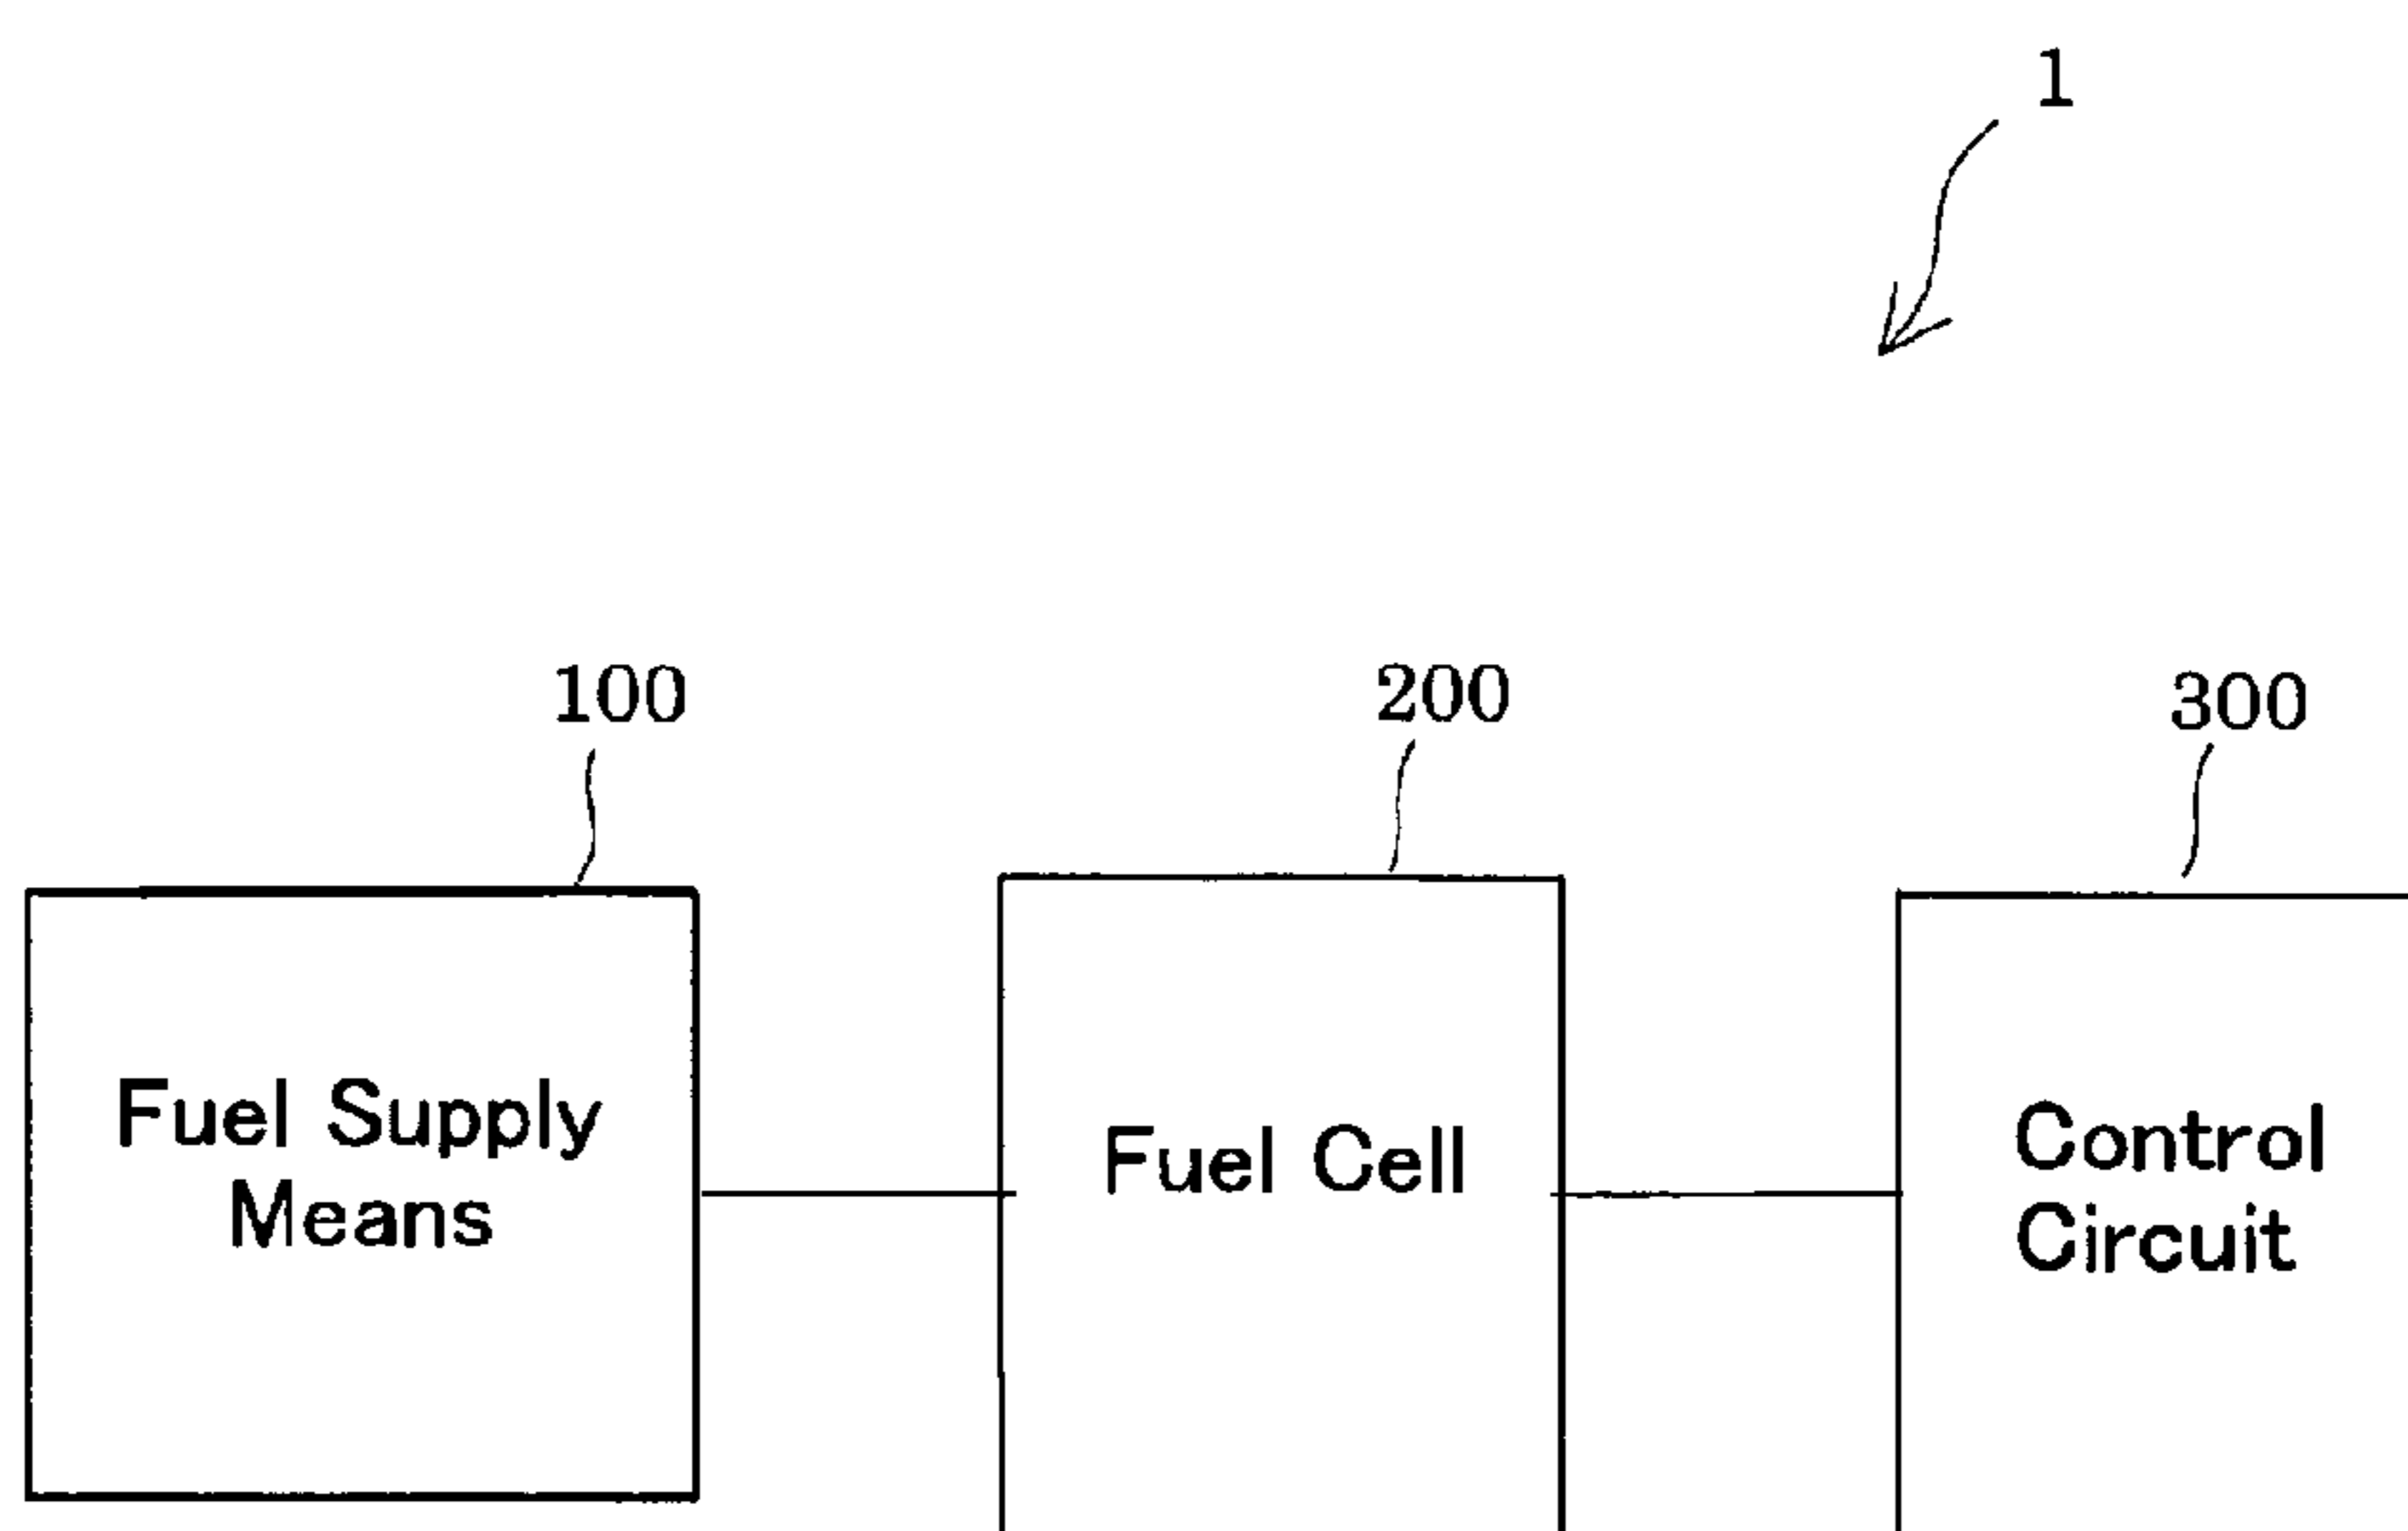 1
100
200
300
Fuel Supply
Means
Fuel Cell
Control
Circuit